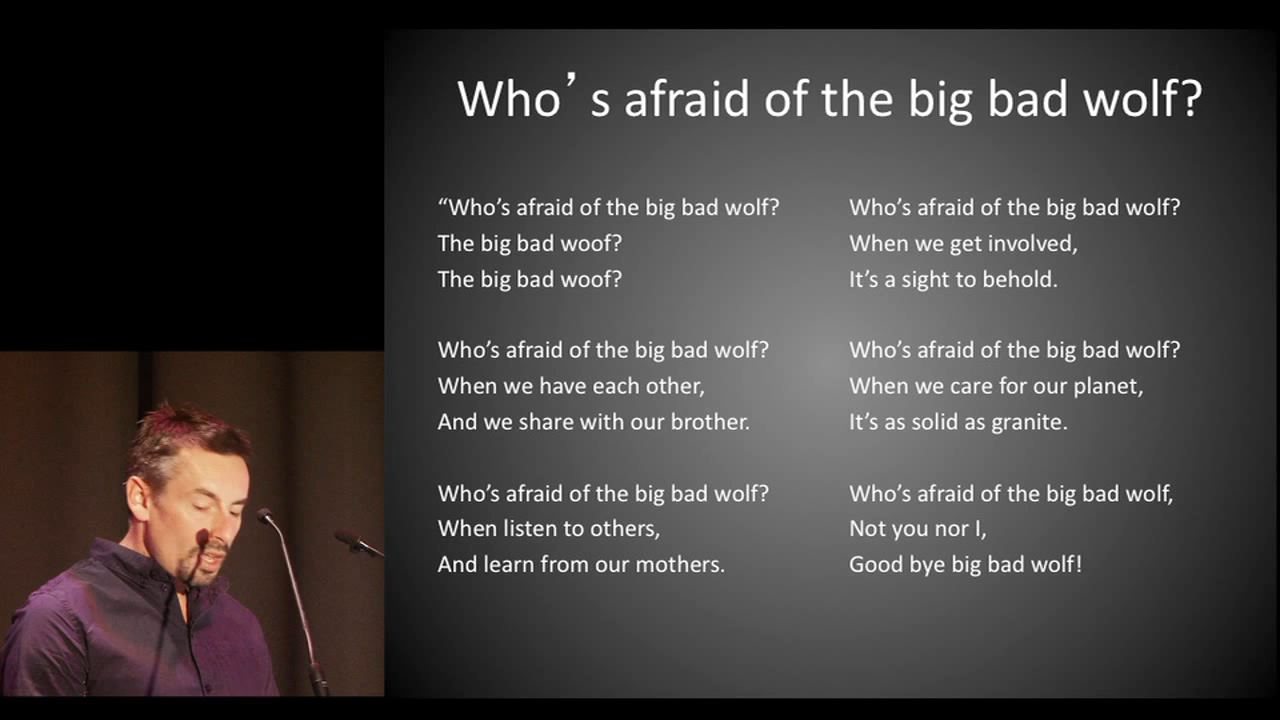 Who’s afraid of the big bad wolf?
“Who’s afraid of the big bad wolf?
The big bad woof?
The big bad woof?
Who’s afraid of the big bad wolf?
When we have each other,
And we share with our brother.
Who’s afraid of the big bad wolf?
When listen to others,
And learn from our mothers.
Who’s afraid of the big bad wolf?
When we get involved,
It’s a sight to behold.
Who’s afraid of the big bad wolf?
When we care for our planet,
It’s as solid as granite.
Who’s afraid of the big bad wolf,
Not you nor I,
Good bye big bad wolf!